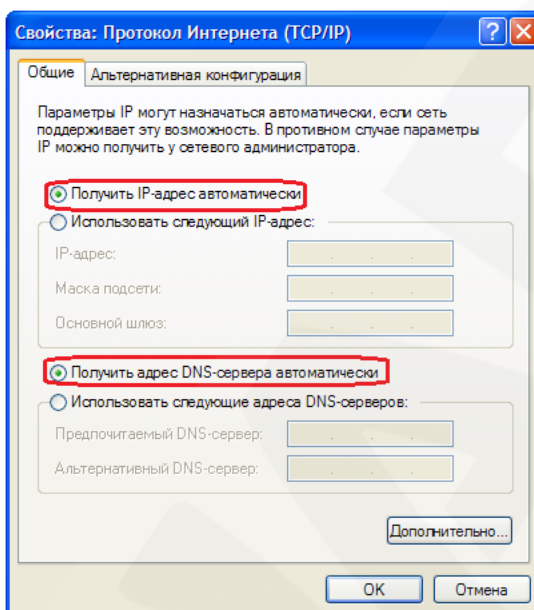 Свойства: Протокол Интернета (TCP/IP)
Общие
Альтернативная конфигурация
Параметры IP могут назначаться автоматически, если сеть
поддерживает эту возможность. В противном случае параметры
IP можно получить у сетевого администратора.
Получить IP-адрес автоматически
Использовать следующий IP-адрес:
IP-адрес:
Маска подсети:
Основной шлюз:
Получить адрес DNS-сервера автоматически
Использовать следующие адреса DNS-серверов:
Предпочитаемый DNS-сервер:
Альтернативный DNS-сервер:
Дополнительно...
OK
Отмена